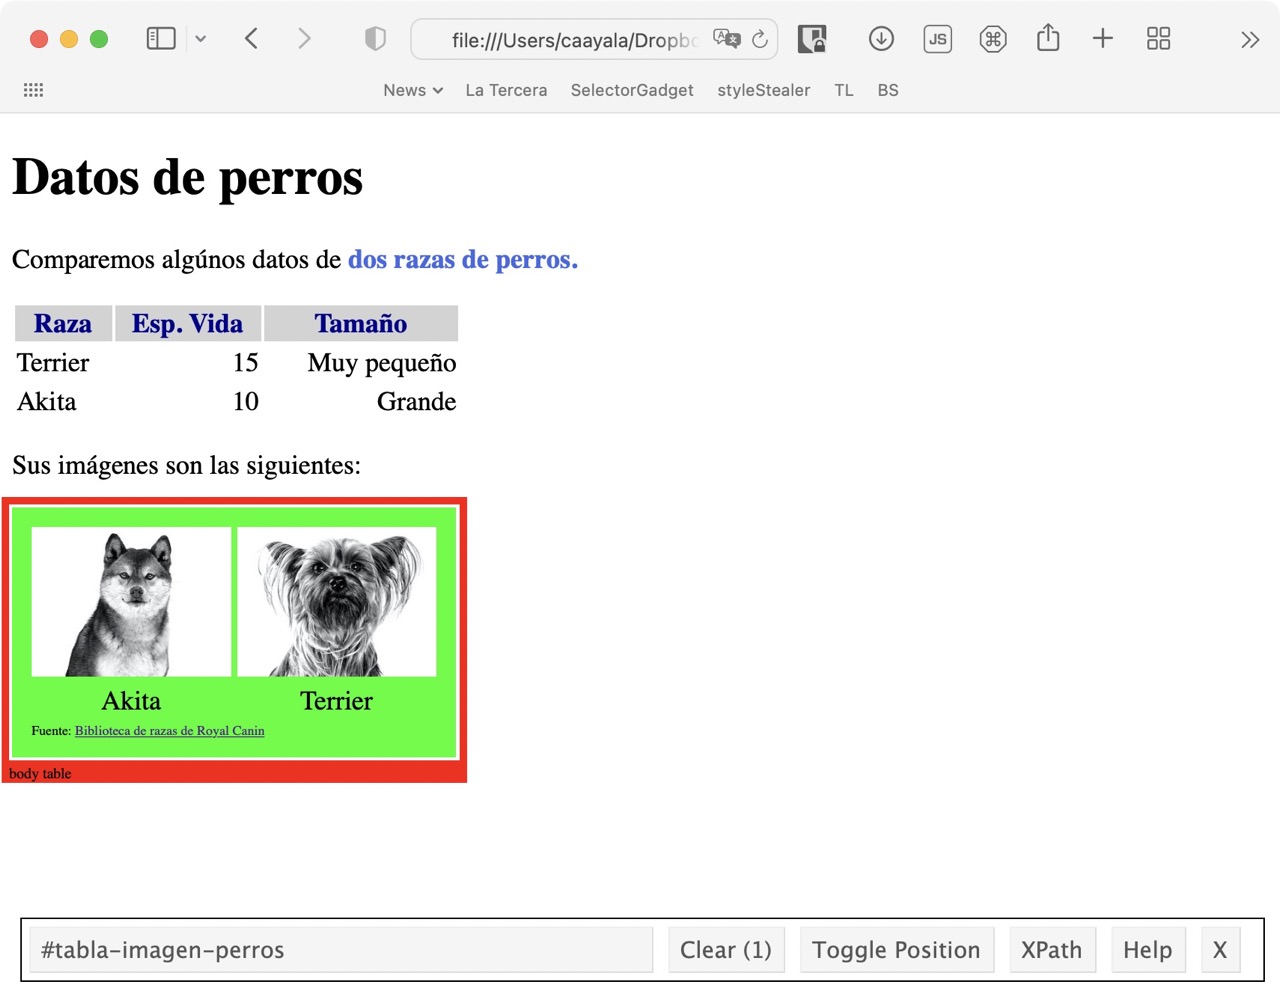 file:///Users/caayala/Dropbo
JS
News La Tercera SelectorGadget styleStealer TL BS
Datos de perros
Comparemos algúnos datos de dos razas de perros.
Raza Esp. Vida Tamaño
Terrier 15 Muy pequeño
Akita 10 Grande
Sus imágenes son las siguientes:
Akita Terrier
Fuente: Biblioteca de razas de Royal Canin
body table
#tabla-imagen-perros Clear (1) Toggle Position XPath Help X